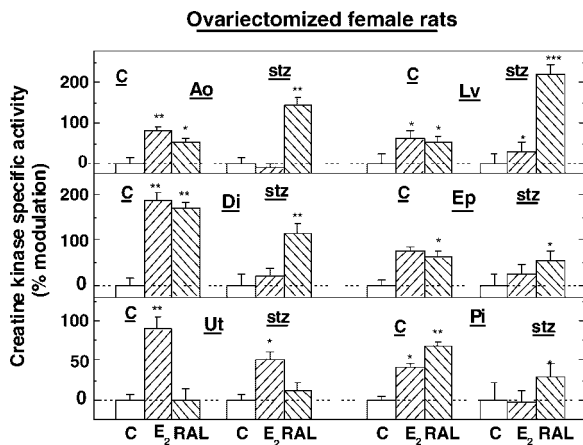 Ovariectomized female rats
Creatine kinase specific activity
(% modulation)
200
100
0
C
Ao
stz
**
*
**
C
Lv
stz
*
*
*
***
200
100
0
C
**
**
Di
stz
**
C
Ep
stz
*
*
100
50
0
C
**
Ut
stz
*
C
Pi
stz
*
**
*
C E2 RAL C E2 RAL C E2 RAL C E2 RAL